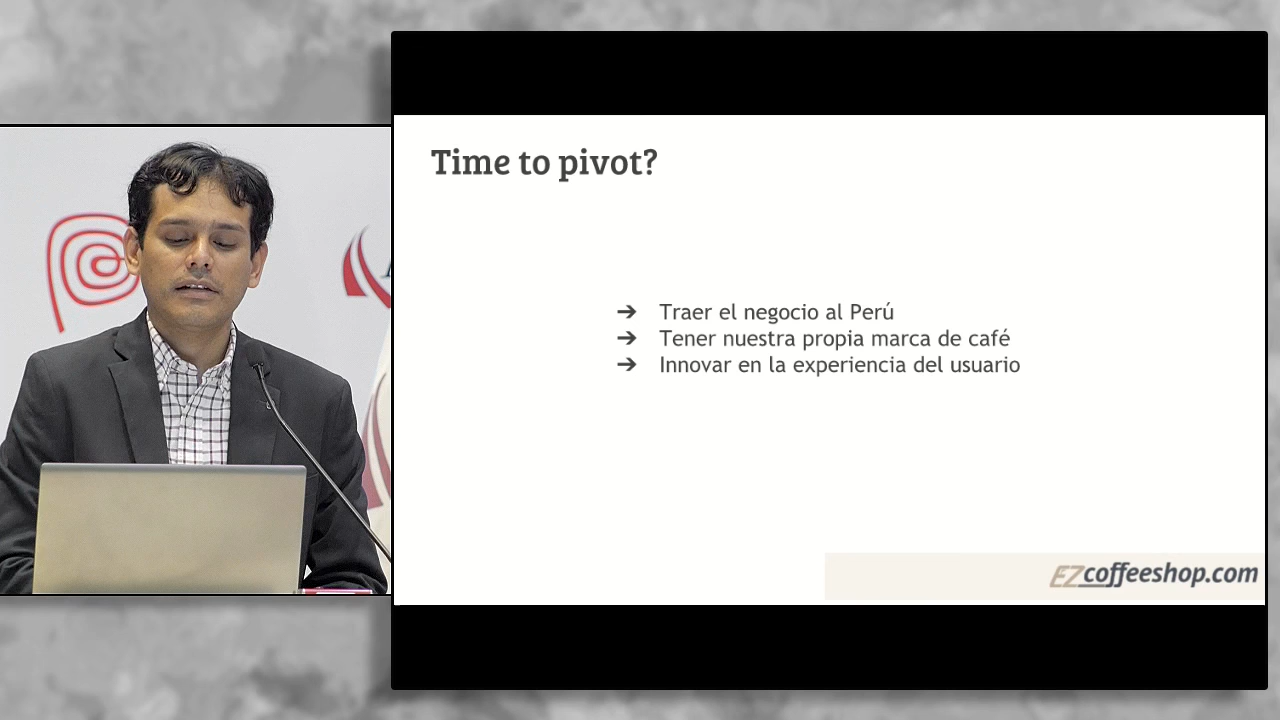 Time to pivot?
➔ Traer el negocio al Perú
➔ Tener nuestra propia marca de café
➔ Innovar en la experiencia del usuario
EZcoffeeshop.com